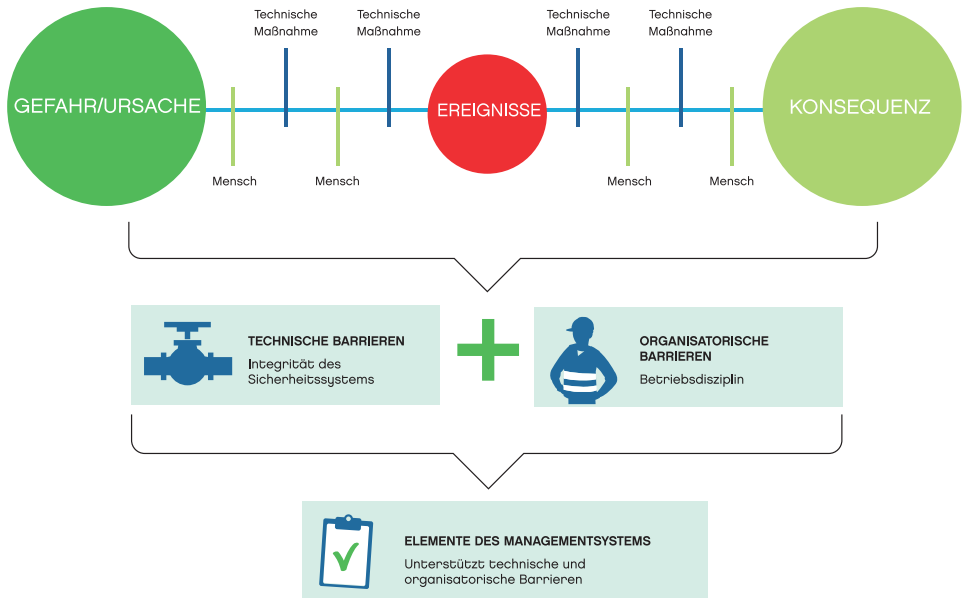 Technische
Maßnahme
Technische
Maßnahme
Technische
Maßnahme
Technische
Maßnahme
GEFAHR/URSACHE
EREIGNISSE
KONSEQUENZ
Mensch
Mensch
Mensch
Mensch
TECHNISCHE BARRIEREN
Integrität des
Sicherheitssystems
ORGANISATORISCHE
BARRIEREN
Betriebsdisziplin
ELEMENTE DES MANAGEMENTSYSTEMS
Unterstützt technische und
organisatorische Barrieren